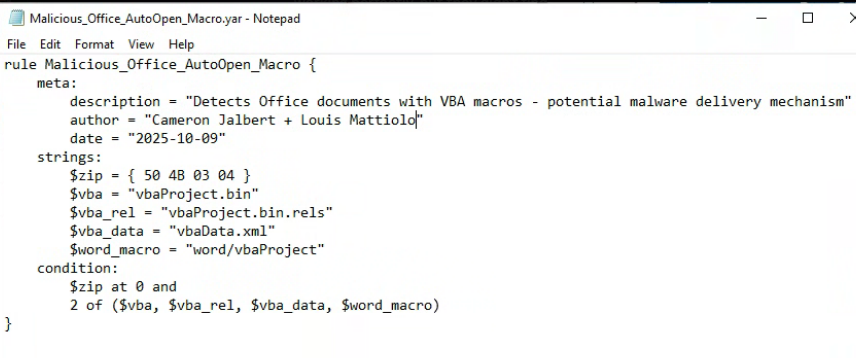 Malicious_Office_AutoOpen_Macro.yar - Notepad
File Edit Format View Help
rule Malicious_Office_AutoOpen_Macro {
    meta:
        description = "Detects Office documents with VBA macros - potential malware delivery mechanism"
        author = "Cameron Jalbert + Louis Mattiolo"
        date = "2025-10-09"
    strings:
        $zip = { 50 4B 03 04 }
        $vba = "vbaProject.bin"
        $vba_rel = "vbaProject.bin.rels"
        $vba_data = "vbaData.xml"
        $word_macro = "word/vbaProject"
    condition:
        $zip at 0 and
        2 of ($vba, $vba_rel, $vba_data, $word_macro)
}